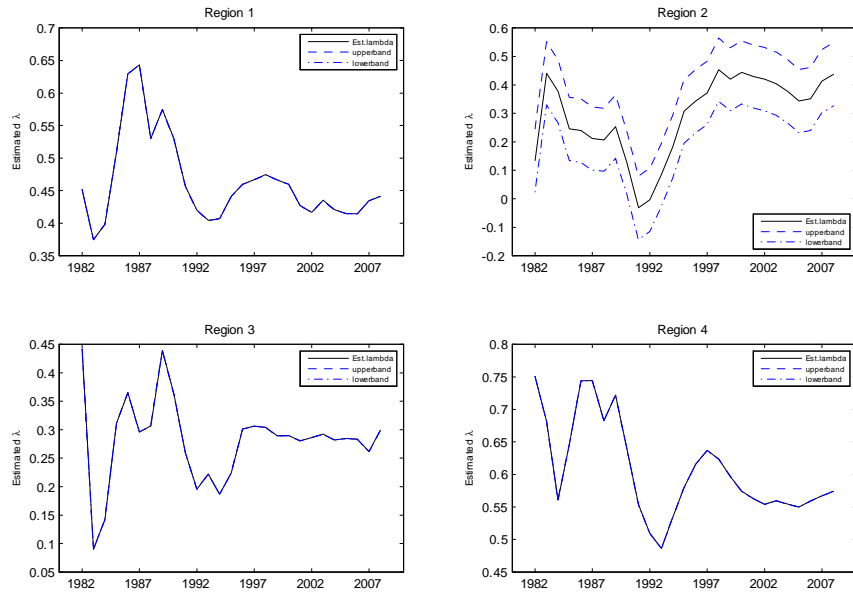 Region 1
0.7
0.65
0.6
0.55
0.5
0.45
0.4
0.35
Estimated λ
1982 1987 1992 1997 2002 2007
Est.lambda
upperband
lowerband
Region 2
0.6
0.5
0.4
0.3
0.2
0.1
0
-0.1
-0.2
Estimated λ
1982 1987 1992 1997 2002 2007
Est.lambda
upperband
lowerband
Region 3
0.45
0.4
0.35
0.3
0.25
0.2
0.15
0.1
0.05
Estimated λ
1982 1987 1992 1997 2002 2007
Est.lambda
upperband
lowerband
Region 4
0.8
0.75
0.7
0.65
0.6
0.55
0.5
0.45
Estimated λ
1982 1987 1992 1997 2002 2007
Est.lambda
upperband
lowerband